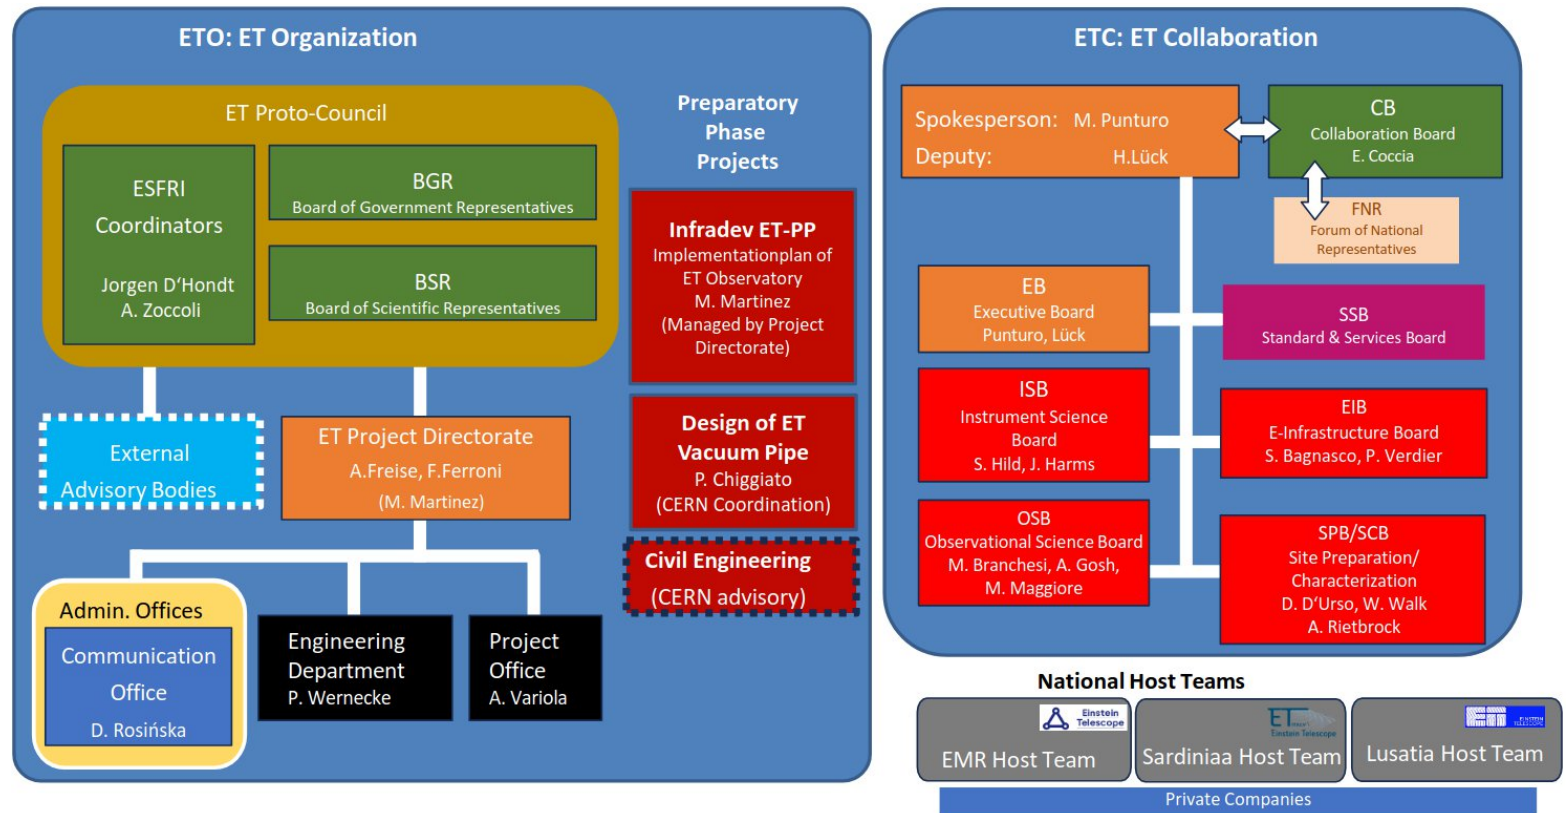 ETO: ET Organization
ET Proto-Council
ESFRI
Coordinators
Jorgen D‘Hondt
A. Zoccoli
BGR
Board of Government Representatives
BSR
Board of Scientific Representatives
External
Advisory Bodies
ET Project Directorate
A.Freise, F.Ferroni
(M. Martinez)
Admin. Offices
Communication
Office
D. Rosińska
Engineering
Department
P. Wernecke
Project
Office
A. Variola
Preparatory
Phase
Projects
Infradev ET-PP
Implementationplan of
ET Observatory
M. Martinez
(Managed by Project
Directorate)
Design of ET
Vacuum Pipe
P. Chiggiato
(CERN Coordination)
Civil Engineering
(CERN advisory)
ETC: ET Collaboration
Spokesperson: M. Punturo
Deputy: H.Lück
CB
Collaboration Board
E. Coccia
FNR
Forum of National
Representatives
EB
Executive Board
Punturo, Lück
SSB
Standard & Services Board
ISB
Instrument Science
Board
S. Hild, J. Harms
EIB
E-Infrastructure Board
S. Bagnasco, P. Verdier
OSB
Observational Science Board
M. Branchesi, A. Gosh,
M. Maggiore
SPB/SCB
Site Preparation/
Characterization
D. D‘Urso, W. Walk
A. Rietbrock
National Host Teams
Einstein
Telescope
EMR Host Team
ET
Einstein Telescope
Sardiniaa Host Team
Lusatia Host Team
Private Companies